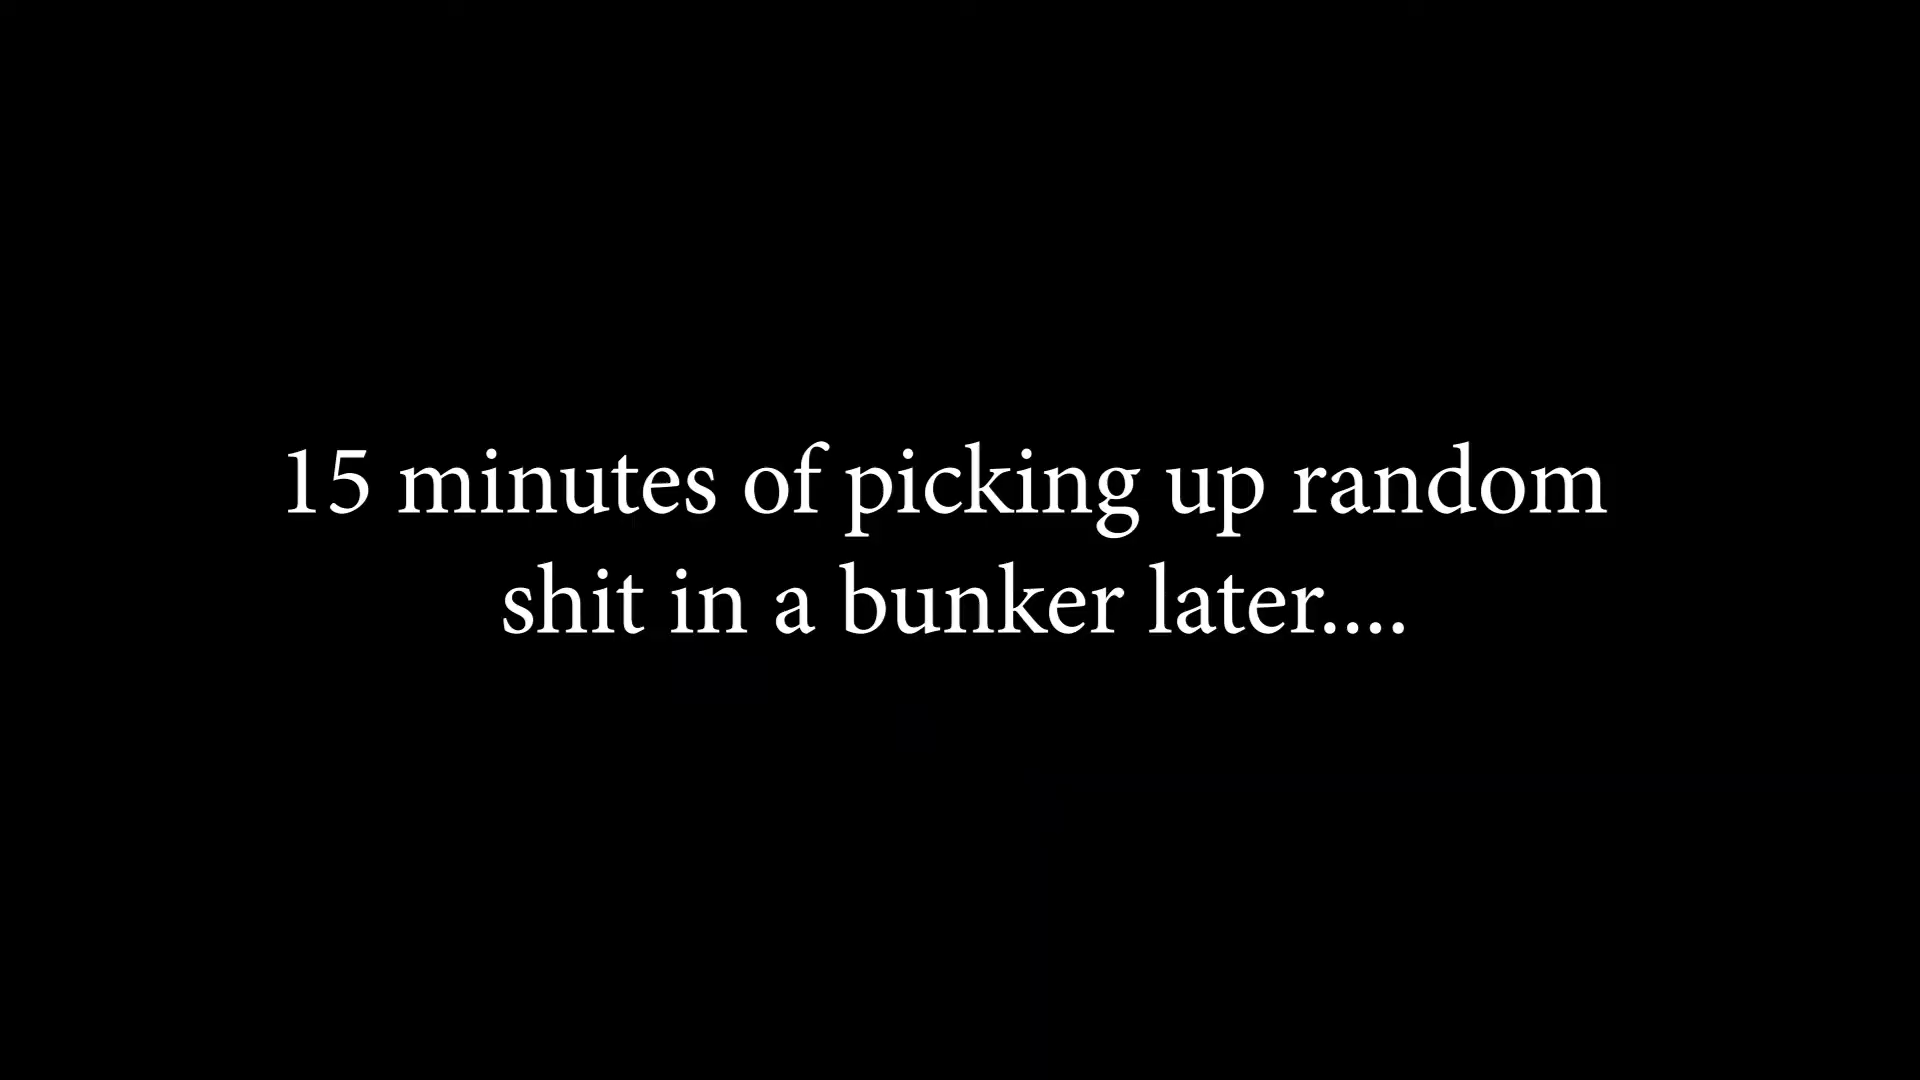 15 minutes of picking up random
shit in a bunker later....